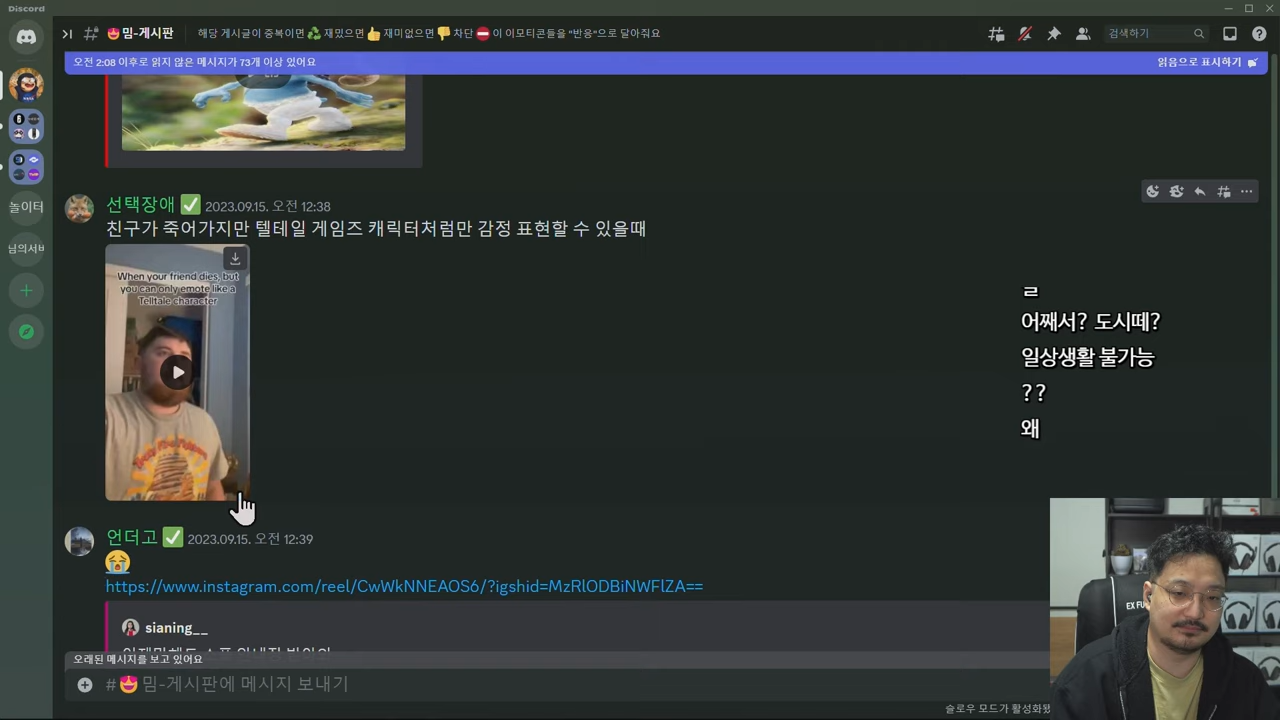 Discord
😍밈-게시판
해당 게시글이 중복이면♻️ 재밌으면👍 재미없으면👎 차단⛔ 이 이모티콘들을 "반응"으로 달아줘요
검색하기
오전 2:08 이후로 읽지 않은 메시지가 73개 이상 있어요
읽음으로 표시하기
놀이터
님의서버
선택장애 ✅ 2023.09.15. 오전 12:38
친구가 죽어가지만 텔테일 게임즈 캐릭터처럼만 감정 표현할 수 있을때
When your friend dies, but
you can only emote like a
Telltale character
ㄹ
어째서? 도시떼?
일상생활 불가능
??
왜
언더고 ✅ 2023.09.15. 오전 12:39
😭
https://www.instagram.com/reel/CwWkNNEAOS6/?igshid=MzRlODBiNWFlZA==
sianing__
오래된 메시지를 보고 있어요
#😍밈-게시판에 메시지 보내기
슬로우 모드가 활성화됐
EX FU